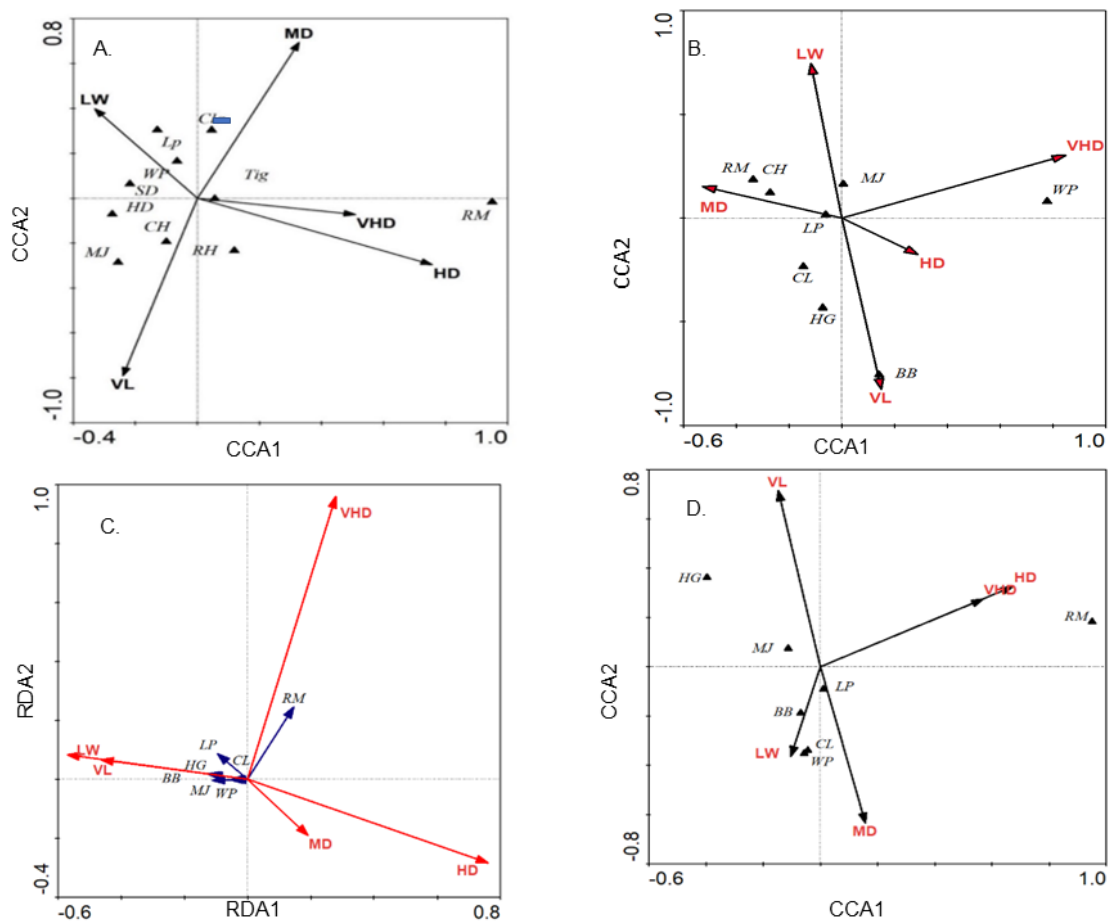 A.
0.8
MD
LW
Lp
WP
Tig
SD
HD
VHD
RM
CH
RH
MJ
HD
VL
CCA2
-1.0
-0.4
CCA1
1.0
B.
1.0
LW
VHD
RM
CH
MJ
WP
MD
LP
HD
CL
HG
BB
VL
CCA2
-1.0
-0.6
CCA1
1.0
C.
1.0
VHD
RM
LP
CL
LW
HG
VL
BB
MJ
WP
MD
HD
RDA2
-0.4
-0.6
RDA1
0.8
D.
0.8
VL
HG
HD
VHD
RM
MJ
LP
BB
LW
CL
WP
MD
CCA2
-0.8
-0.6
CCA1
1.0